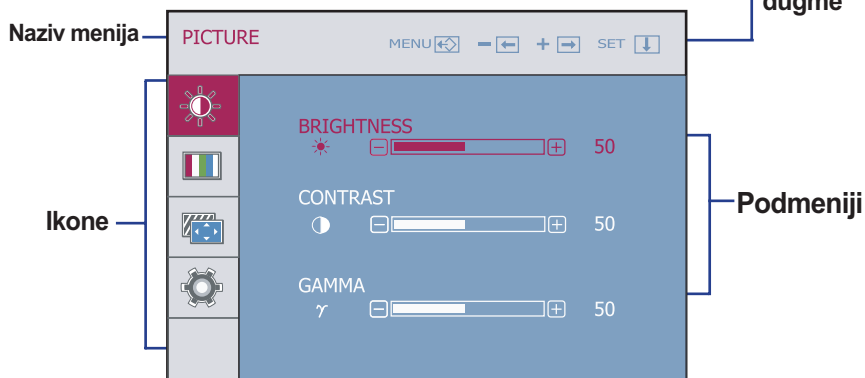 dugme
Naziv menija
PICTURE
MENU - + SET
BRIGHTNESS
50
CONTRAST
50
Ikone
Podmeniji
GAMMA
γ
50